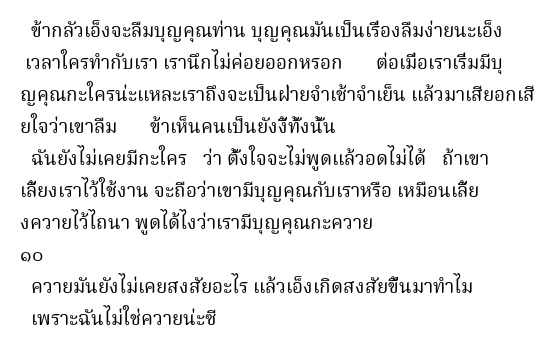 ข้ากลัวเอ็งจะลืมบุญคุณท่าน บุญคุณมันเป็นเรื่องลืมง่ายนะเอ็ง
เวลาใครทำกับเรา เรานึกไม่ค่อยออกหรอก ต่อเมื่อเราเริ่มมีบุ
ญคุณกะใครน่ะแหละเราถึงจะเป็นฝ่ายจำเช้าจำเย็น แล้วมาเสียอกเสี
ยใจว่าเขาลืม ข้าเห็นคนเป็นยังงี้ทั้งนั้น
ฉันยังไม่เคยมีกะใคร ว่า ตั้งใจจะไม่พูดแล้วอดไม่ได้ ถ้าเขา
เลี้ยงเราไว้ใช้งาน จะถือว่าเขามีบุญคุณกับเราหรือ เหมือนเลี้ย
งควายไว้ไถนา พูดได้ไงว่าเรามีบุญคุณกะควาย
๑๐
ควายมันยังไม่เคยสงสัยอะไร แล้วเอ็งเกิดสงสัยขึ้นมาทำไม
เพราะฉันไม่ใช่ควายน่ะซี